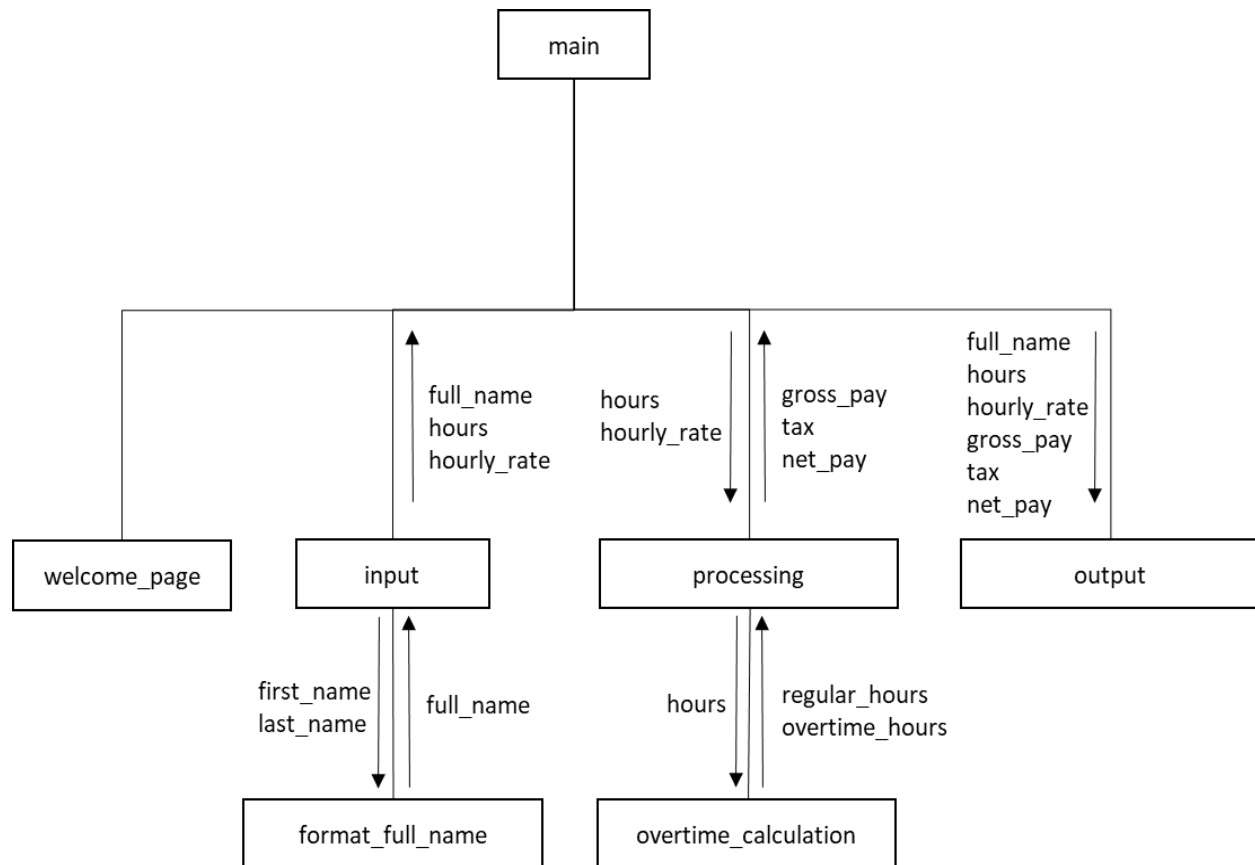 main
full_name
hours
hourly_rate
hours
hourly_rate
gross_pay
tax
net_pay
full_name
hours
hourly_rate
gross_pay
tax
net_pay
welcome_page
input
processing
output
first_name
last_name
full_name
hours
regular_hours
overtime_hours
format_full_name
overtime_calculation